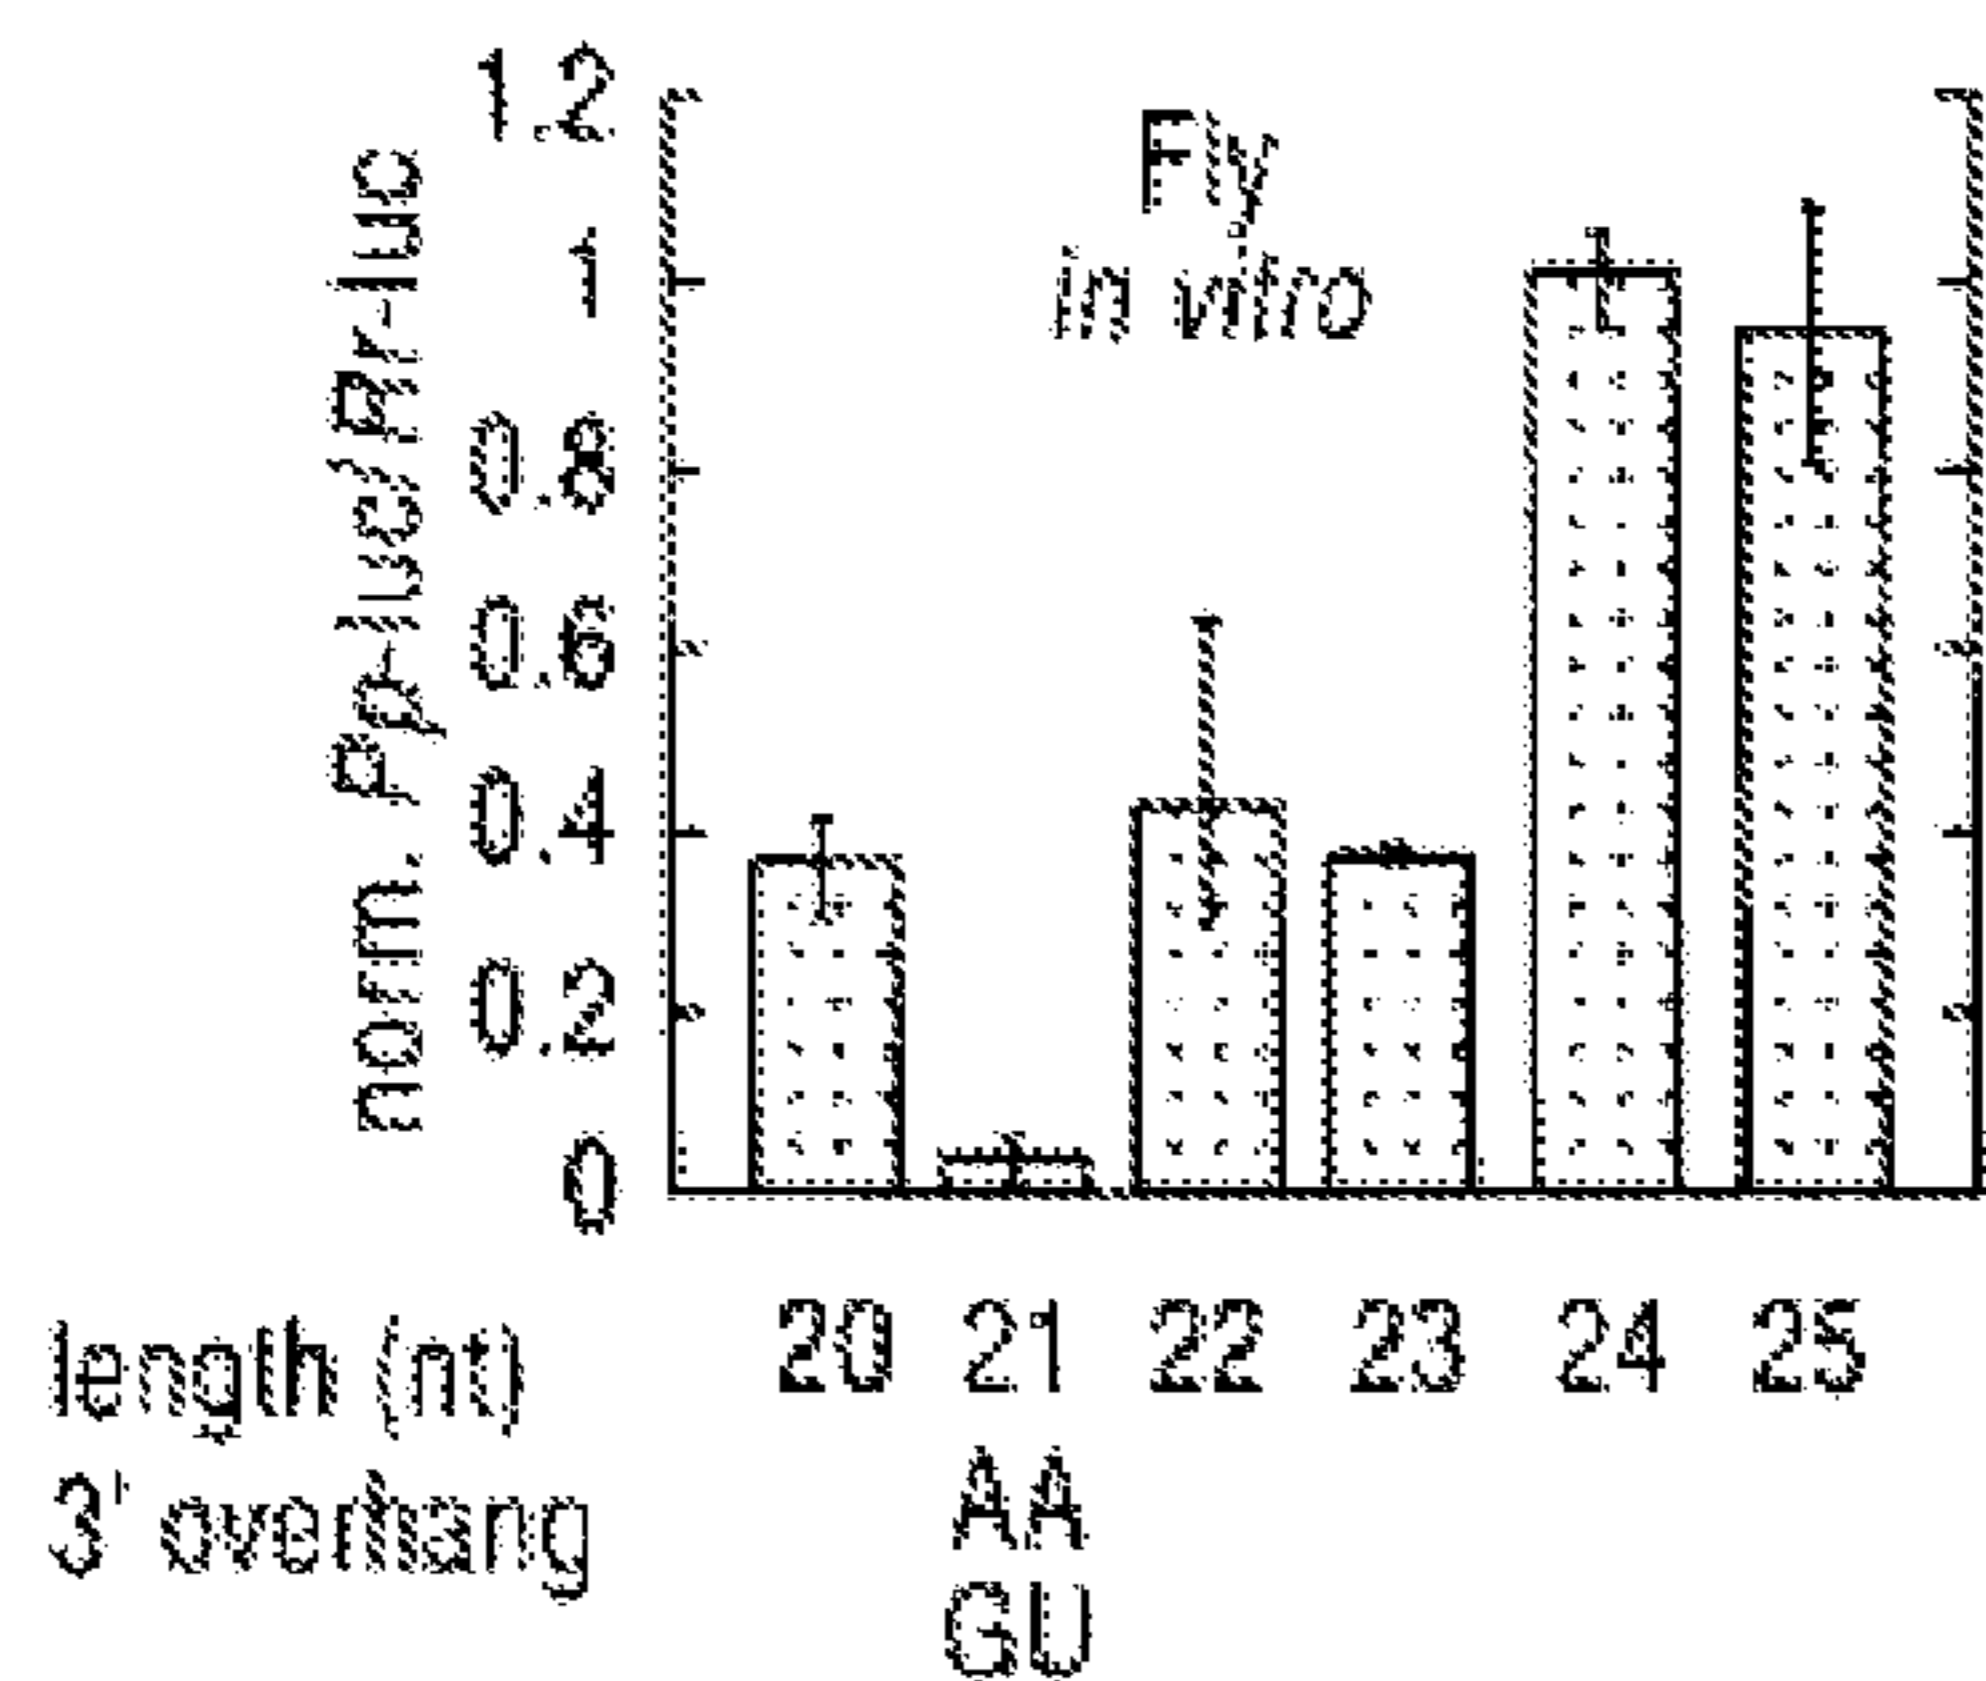 norm. Pp-luc/Rr-luc
1.2
1
0.8
0.6
0.4
0.2
0
Fly
in vitro
length (nt) 20 21 22 23 24 25
3' overhang AA
GU